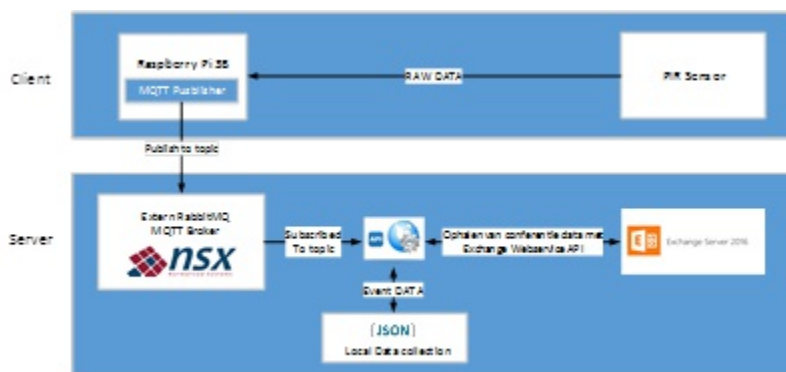 Client
Raspberry Pi 3B
MQTT Pusblisher
RAW DATA
PIR Sensor
Publish to topic
Server
Extern RabbitMQ
MQTT Broker
nsx
Subscribed
To topic
API
Ophalen van conferentie data met
Exchange Webservice API
Exchange Server 2016
Event DATA
{JSON}
Local Data collection